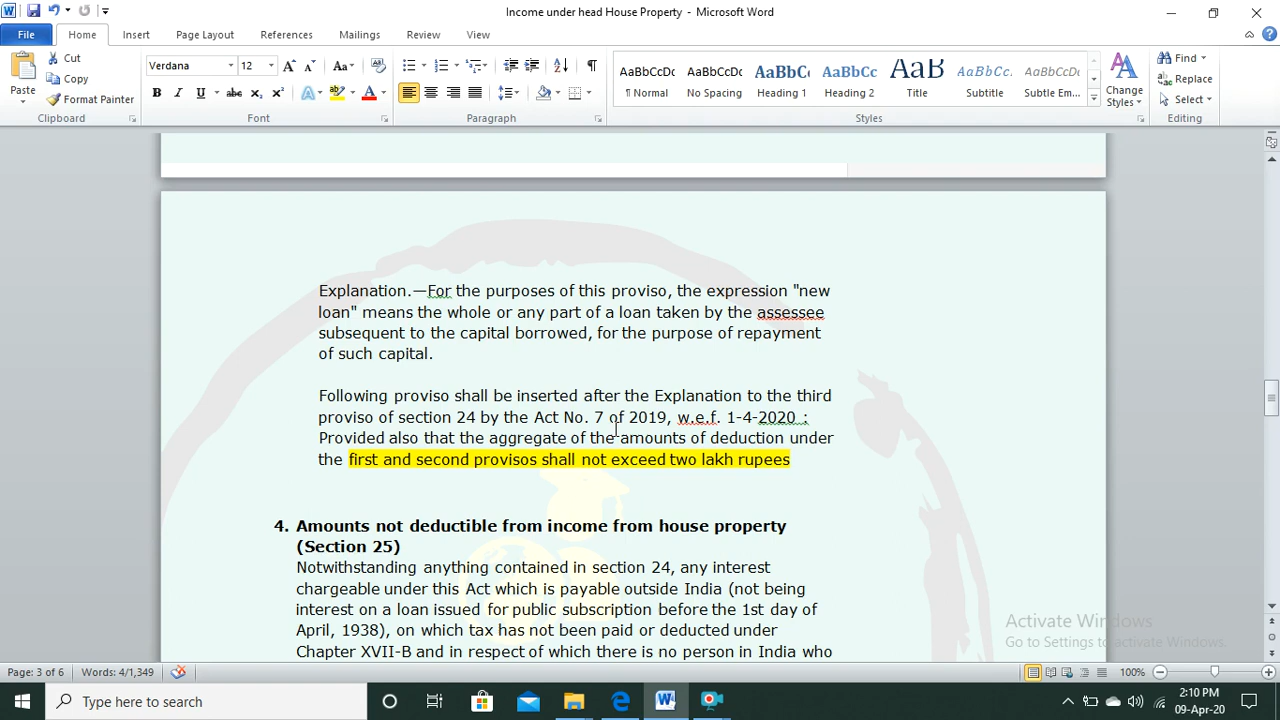 Income under head House Property - Microsoft Word
File Home Insert Page Layout References Mailings Review View
Cut
Copy
Format Painter
Paste
Clipboard
Verdana 12
Font
Paragraph
AaBbCcDc AaBbCcDc AaBbCc AaBbCc AaB AaBbCcDc AaBbCcDc
¶ Normal No Spacing Heading 1 Heading 2 Title Subtitle Subtle Em...
Change Styles
Styles
Find
Replace
Select
Editing
Explanation.—For the purposes of this proviso, the expression "new
loan" means the whole or any part of a loan taken by the assessee
subsequent to the capital borrowed, for the purpose of repayment
of such capital.
Following proviso shall be inserted after the Explanation to the third
proviso of section 24 by the Act No. 7 of 2019, w.e.f. 1-4-2020 :
Provided also that the aggregate of the amounts of deduction under
the first and second provisos shall not exceed two lakh rupees
4. Amounts not deductible from income from house property
(Section 25)
Notwithstanding anything contained in section 24, any interest
chargeable under this Act which is payable outside India (not being
interest on a loan issued for public subscription before the 1st day of
April, 1938), on which tax has not been paid or deducted under
Chapter XVII-B and in respect of which there is no person in India who
Activate Windows
Go to Settings to activate Windows.
Page: 3 of 6 Words: 4/1,349 100%
Type here to search
2:10 PM
09-Apr-20